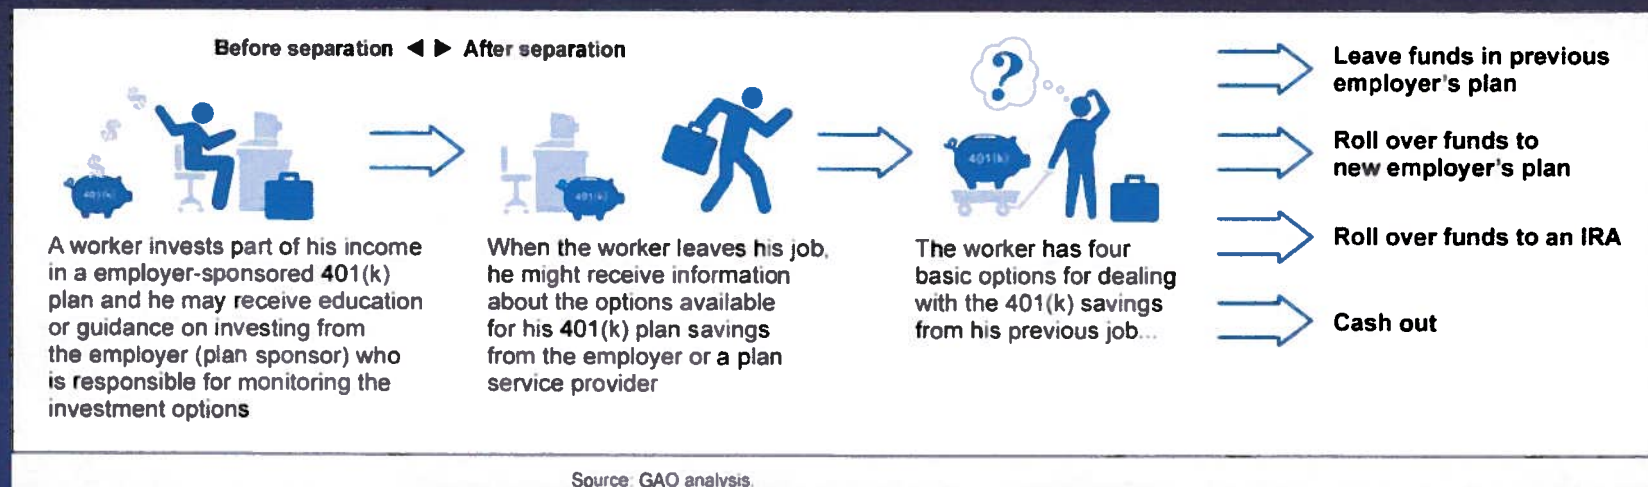 Before separation ◄ ► After separation
?
401(k)
401(k)
401(k)
$
$
$
A worker invests part of his income
in a employer-sponsored 401(k)
plan and he may receive education
or guidance on investing from
the employer (plan sponsor) who
is responsible for monitoring the
investment options
When the worker leaves his job,
he might receive information
about the options available
for his 401(k) plan savings
from the employer or a plan
service provider
The worker has four
basic options for dealing
with the 401(k) savings
from his previous job...
Leave funds in previous
employer's plan
Roll over funds to
new employer's plan
Roll over funds to an IRA
Cash out
Source: GAO analysis.